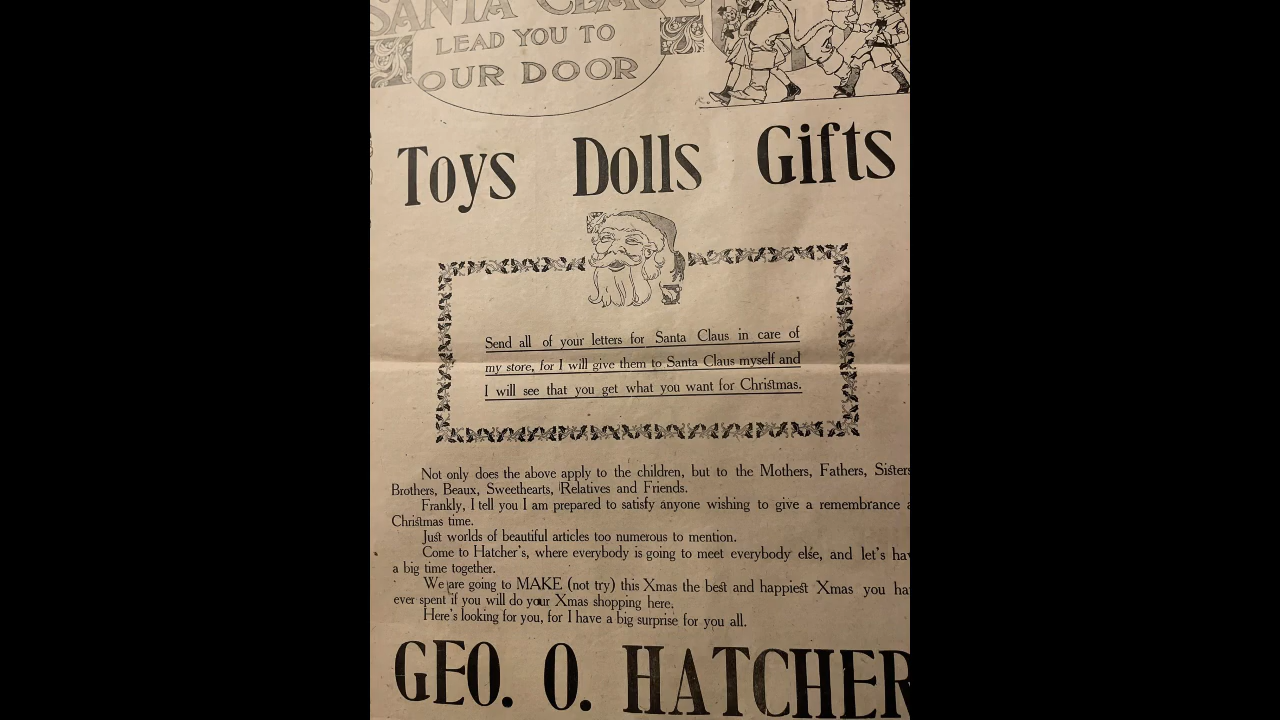 SANTA CLAUS
LEAD YOU TO
OUR DOOR
Toys Dolls Gifts
Send all of your letters for Santa Claus in care of
my store, for I will give them to Santa Claus myself and
I will see that you get what you want for Christmas.
Not only does the above apply to the children, but to the Mothers, Fathers, Sisters
Brothers, Beaux, Sweethearts, Relatives and Friends.
Frankly, I tell you I am prepared to satisfy anyone wishing to give a remembrance a
Christmas time.
Just worlds of beautiful articles too numerous to mention.
Come to Hatcher's, where everybody is going to meet everybody else, and let's hav
a big time together.
We are going to MAKE (not try) this Xmas the best and happiest Xmas you ha
ever spent if you will do your Xmas shopping here.
Here's looking for you, for I have a big surprise for you all.
GEO. O. HATCHER